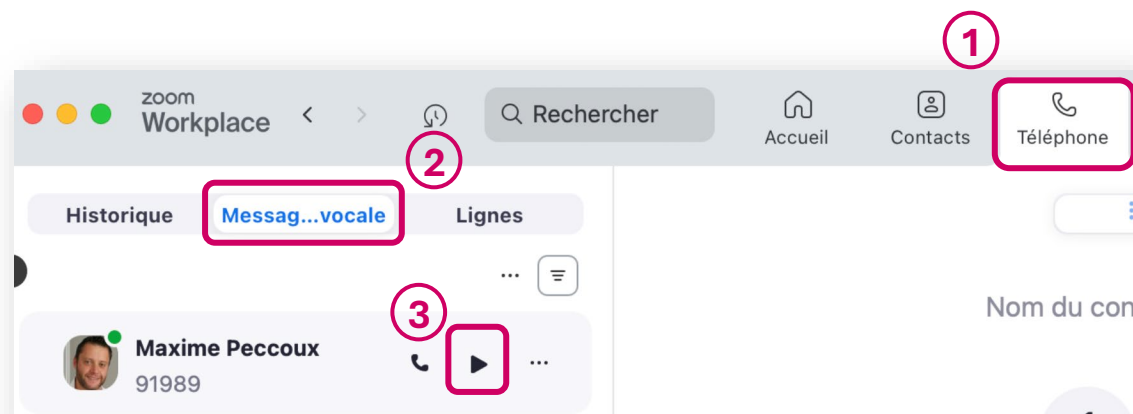 1
zoom
Workplace
Rechercher
Accueil
Contacts
Téléphone
2
Historique
Messag...vocale
Lignes
...
Nom du con
3
Maxime Peccoux
...
91989